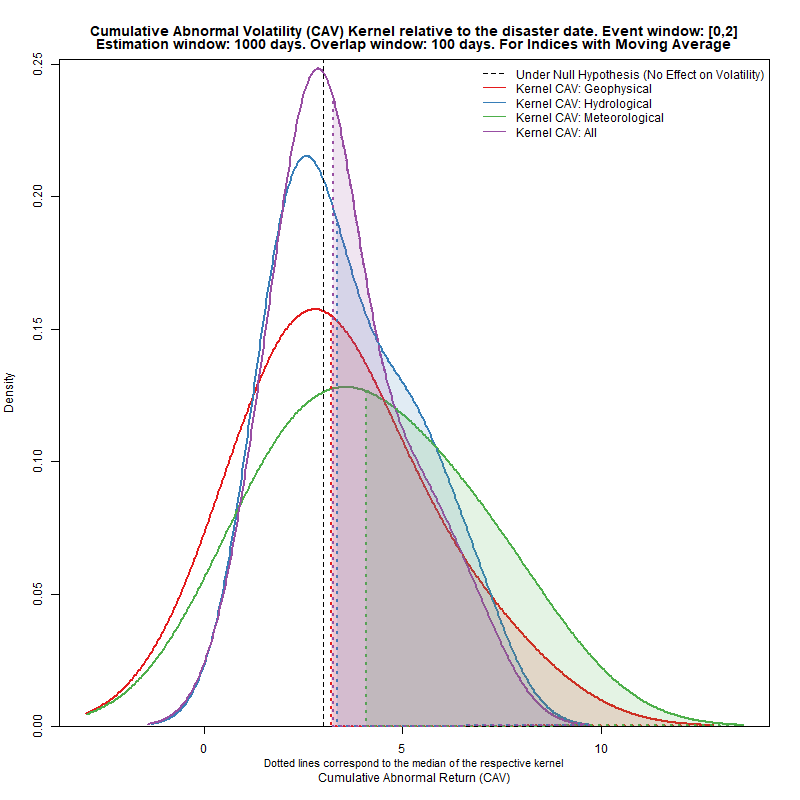 Cumulative Abnormal Volatility (CAV) Kernel relative to the disaster date. Event window: [0,2]
Estimation window: 1000 days. Overlap window: 100 days. For Indices with Moving Average
Under Null Hypothesis (No Effect on Volatility)
Kernel CAV: Geophysical
Kernel CAV: Hydrological
Kernel CAV: Meteorological
Kernel CAV: All
Density
0.25
0.20
0.15
0.10
0.05
0.00
0 5 10
Dotted lines correspond to the median of the respective kernel
Cumulative Abnormal Return (CAV)